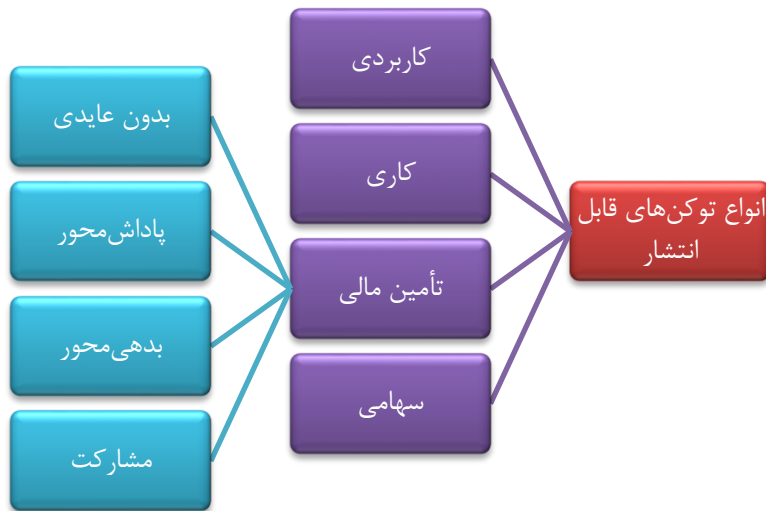 انواع توکن‌های قابل
انتشار
کاربردی
کاری
تأمین مالی
سهامی
بدون عایدی
پاداش‌محور
بدهی‌محور
مشارکت